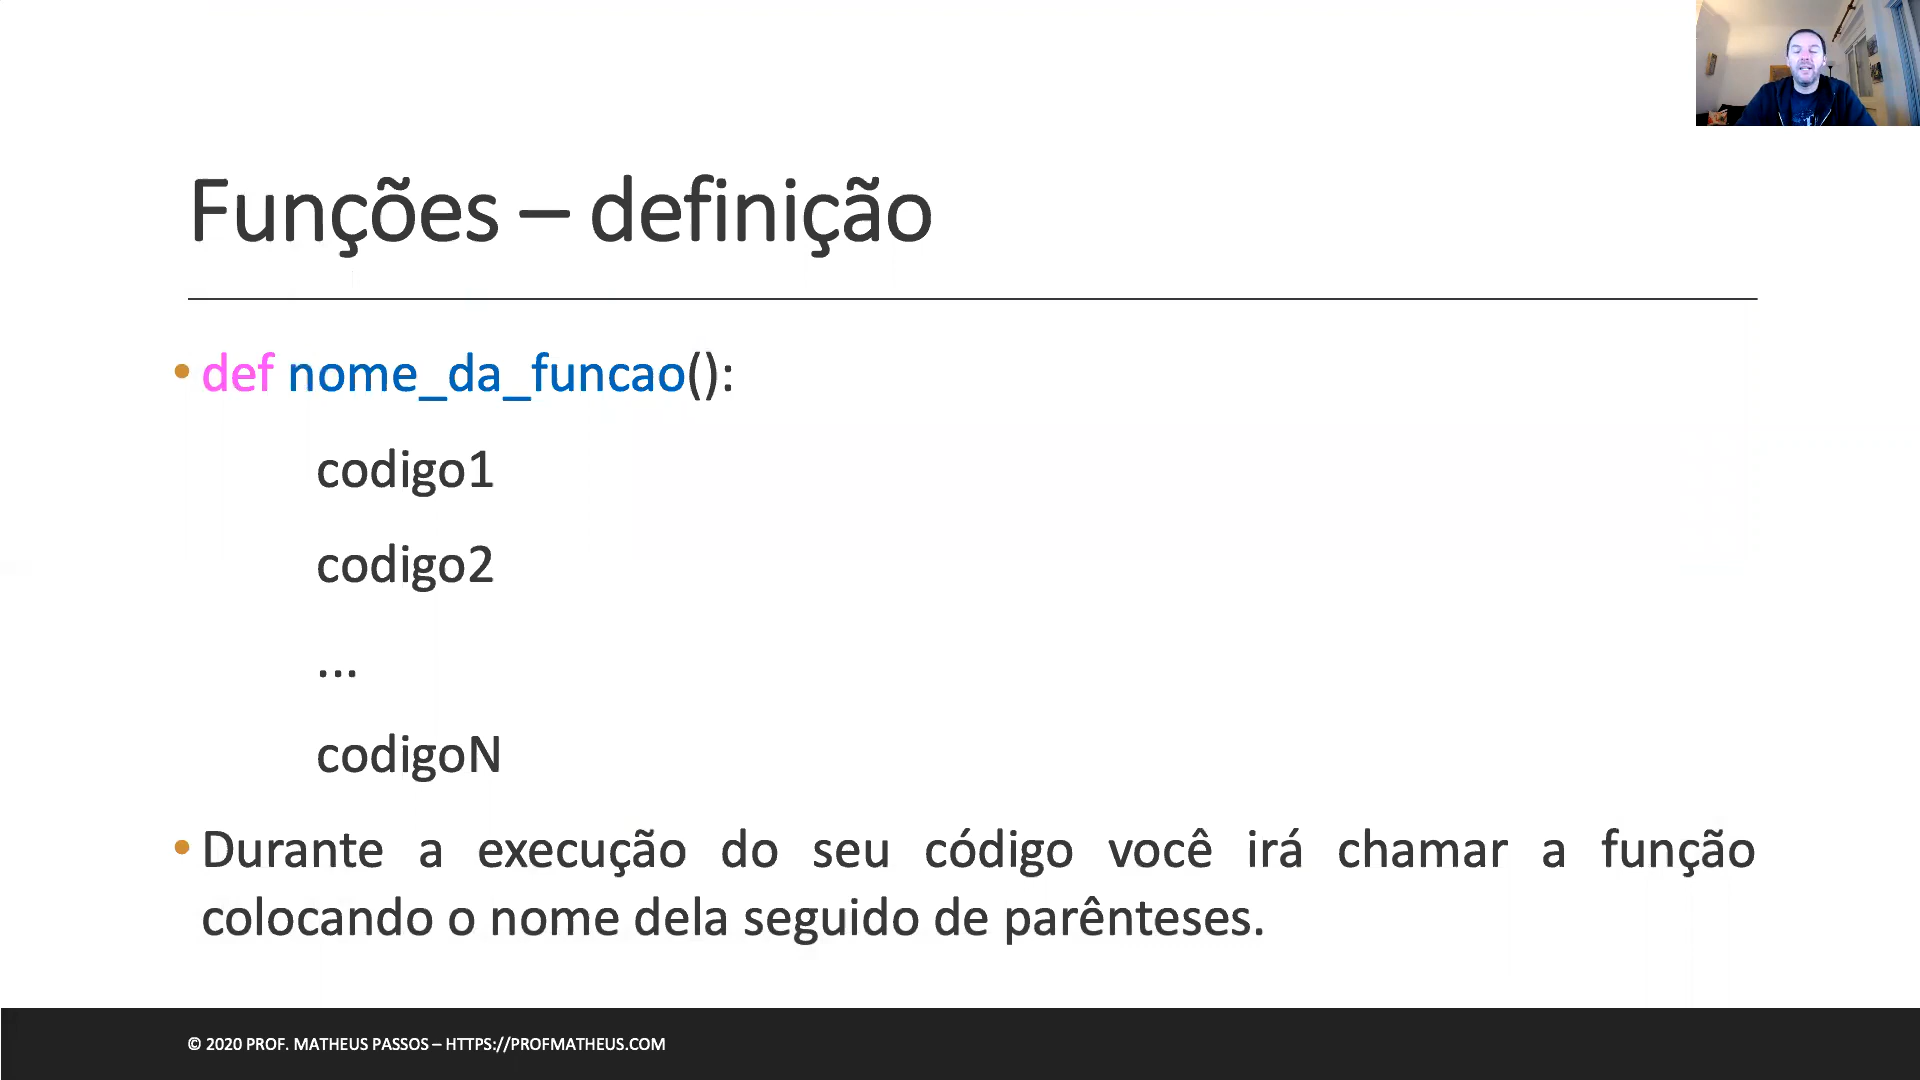 Funções – definição
• def nome_da_funcao():
codigo1
codigo2
...
codigoN
• Durante a execução do seu código você irá chamar a função
colocando o nome dela seguido de parênteses.
© 2020 PROF. MATHEUS PASSOS – HTTPS://PROFMATHEUS.COM